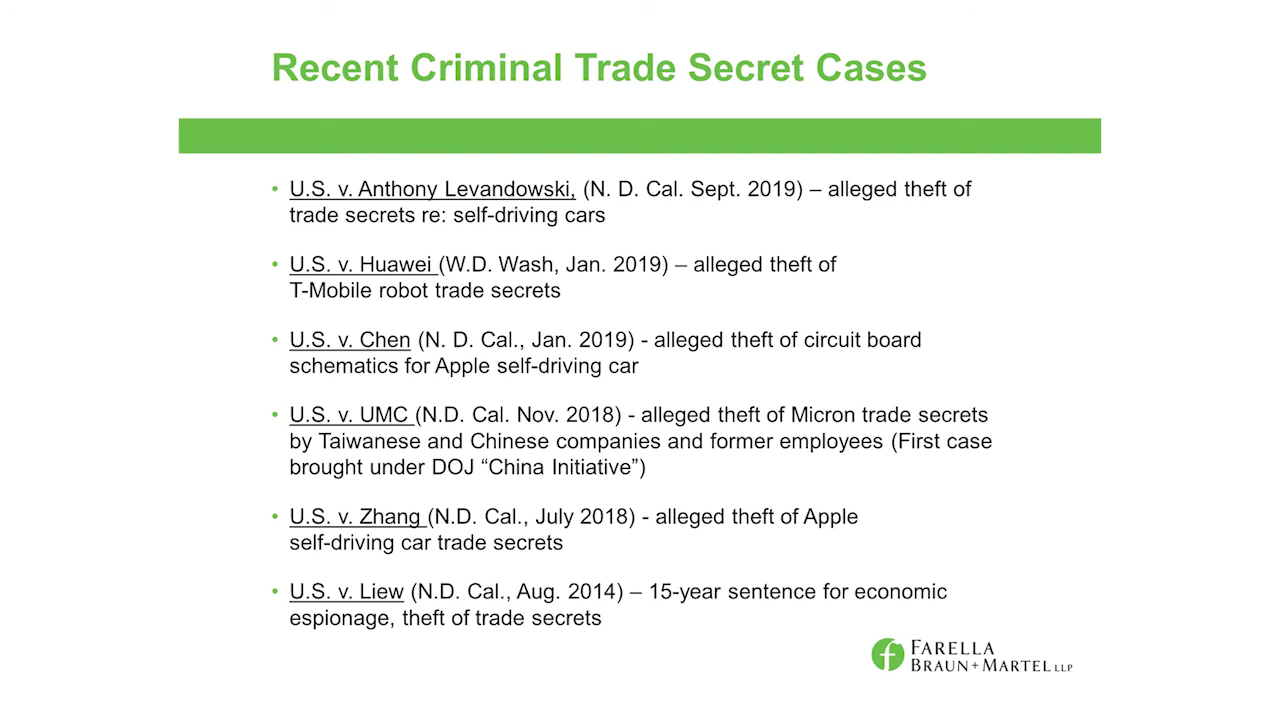 Recent Criminal Trade Secret Cases
• U.S. v. Anthony Levandowski, (N. D. Cal. Sept. 2019) – alleged theft of
trade secrets re: self-driving cars
• U.S. v. Huawei (W.D. Wash, Jan. 2019) – alleged theft of
T-Mobile robot trade secrets
• U.S. v. Chen (N. D. Cal., Jan. 2019) - alleged theft of circuit board
schematics for Apple self-driving car
• U.S. v. UMC (N.D. Cal. Nov. 2018) - alleged theft of Micron trade secrets
by Taiwanese and Chinese companies and former employees (First case
brought under DOJ “China Initiative”)
• U.S. v. Zhang (N.D. Cal., July 2018) - alleged theft of Apple
self-driving car trade secrets
• U.S. v. Liew (N.D. Cal., Aug. 2014) – 15-year sentence for economic
espionage, theft of trade secrets
f FARELLA
BRAUN+MARTEL LLP